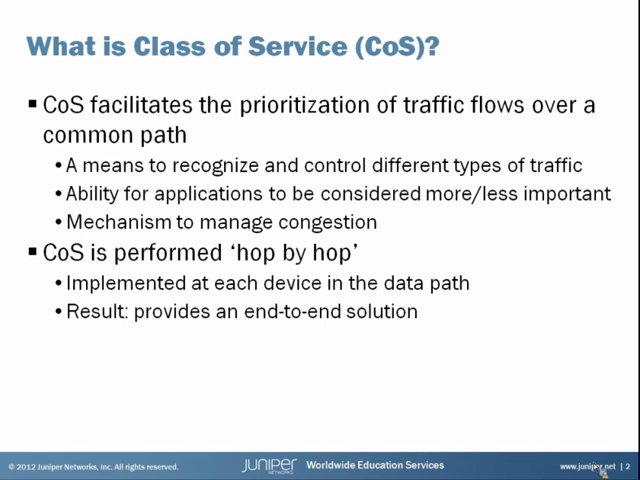 What is Class of Service (CoS)?
▪ CoS facilitates the prioritization of traffic flows over a
common path
• A means to recognize and control different types of traffic
• Ability for applications to be considered more/less important
• Mechanism to manage congestion
▪ CoS is performed ‘hop by hop’
• Implemented at each device in the data path
• Result: provides an end-to-end solution
© 2012 Juniper Networks, Inc. All rights reserved.
JUNIPER
NETWORKS
Worldwide Education Services
www.juniper.net | 2